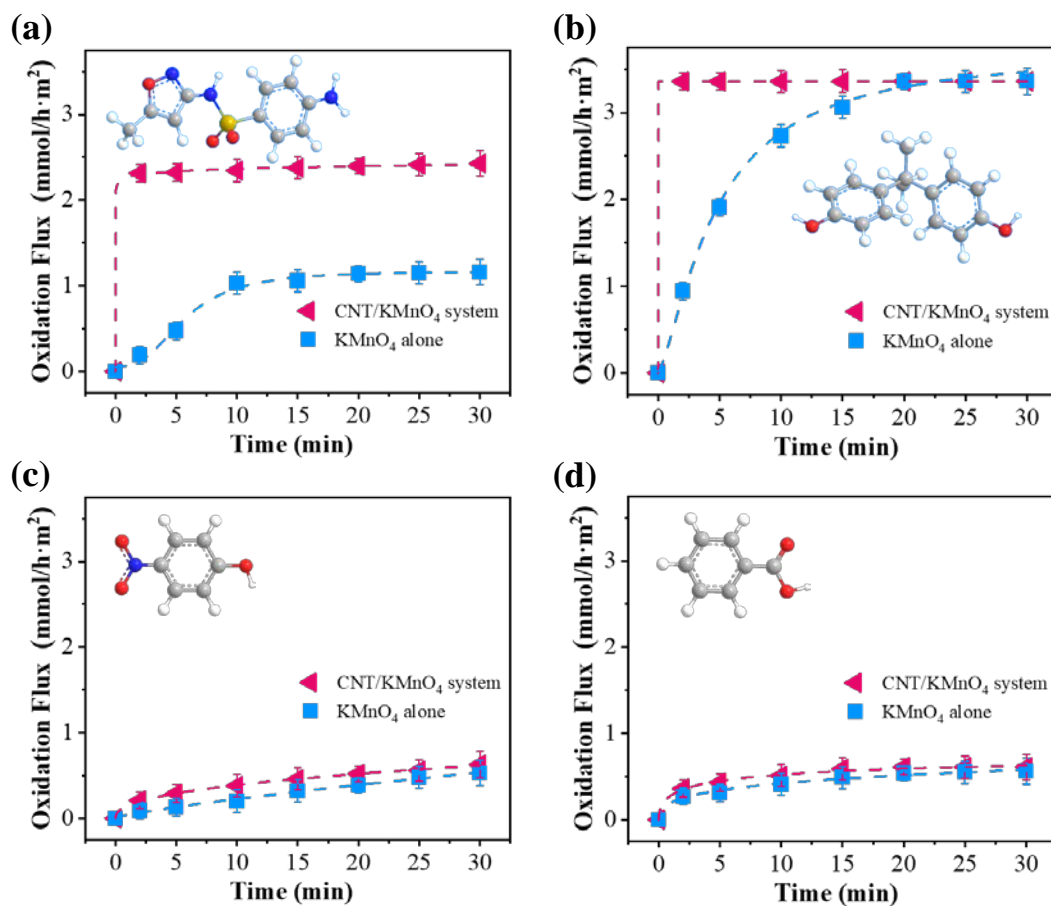 (a)
Oxidation Flux (mmol/h·m²)
3
2
1
0
CNT/KMnO₄ system
KMnO₄ alone
0 5 10 15 20 25 30
Time (min)
(b)
Oxidation Flux (mmol/h·m²)
3
2
1
0
CNT/KMnO₄ system
KMnO₄ alone
0 5 10 15 20 25 30
Time (min)
(c)
Oxidation Flux (mmol/h·m²)
3
2
1
0
CNT/KMnO₄ system
KMnO₄ alone
0 5 10 15 20 25 30
Time (min)
(d)
Oxidation Flux (mmol/h·m²)
3
2
1
0
CNT/KMnO₄ system
KMnO₄ alone
0 5 10 15 20 25 30
Time (min)